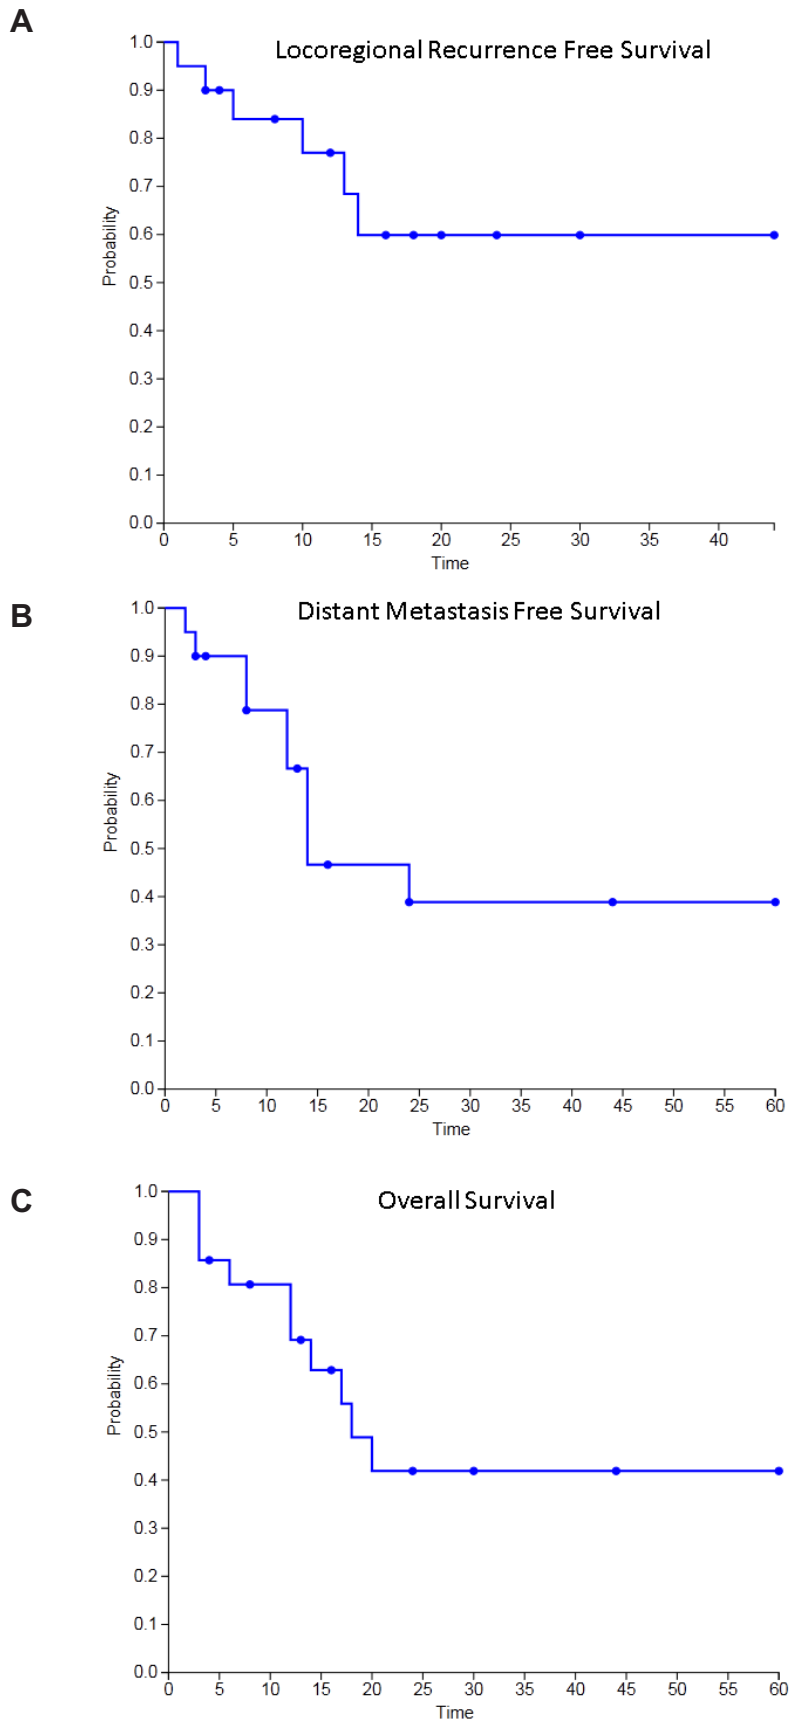 A
Locoregional Recurrence Free Survival
1.0
0.9
0.8
0.7
0.6
0.5
0.4
0.3
0.2
0.1
0.0
Probability
0 5 10 15 20 25 30 35 40
Time
B
Distant Metastasis Free Survival
1.0
0.9
0.8
0.7
0.6
0.5
0.4
0.3
0.2
0.1
0.0
Probability
0 5 10 15 20 25 30 35 40 45 50 55 60
Time
C
Overall Survival
1.0
0.9
0.8
0.7
0.6
0.5
0.4
0.3
0.2
0.1
0.0
Probability
0 5 10 15 20 25 30 35 40 45 50 55 60
Time